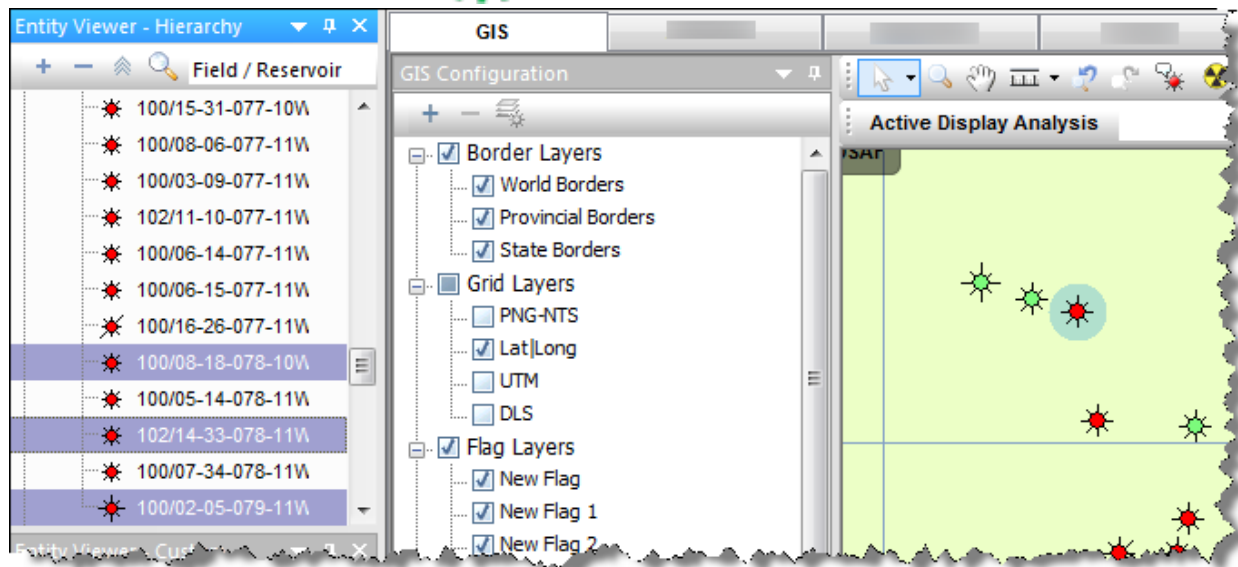 Entity Viewer - Hierarchy
Field / Reservoir
100/15-31-077-10W
100/08-06-077-11W
100/03-09-077-11W
102/11-10-077-11W
100/06-14-077-11W
100/06-15-077-11W
100/16-26-077-11W
100/08-18-078-10W
100/05-14-078-11W
102/14-33-078-11W
100/07-34-078-11W
100/02-05-079-11W
Entity Viewer - Cust
GIS
GIS Configuration
Border Layers
World Borders
Provincial Borders
State Borders
Grid Layers
PNG-NTS
Lat|Long
UTM
DLS
Flag Layers
New Flag
New Flag 1
New Flag 2
Active Display Analysis